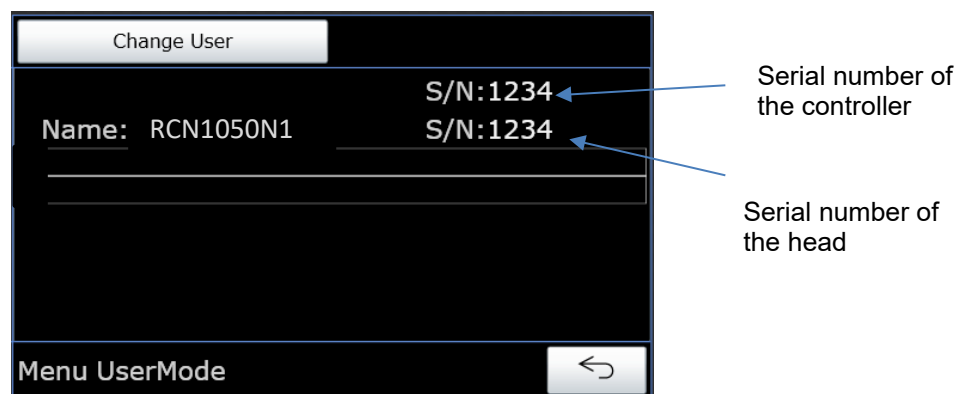 Change User
S/N:1234
Name: RCN1050N1 S/N:1234
Menu UserMode
Serial number of
the controller
Serial number of
the head